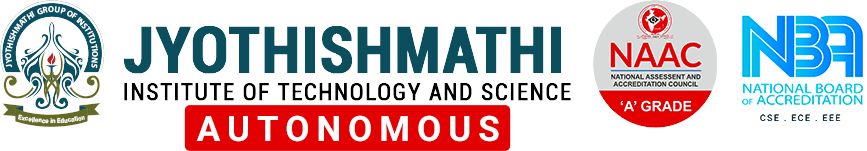 JYOTHISHMATHI GROUP OF INSTITUTIONS
Excellence in Education
JYOTHISHMATHI
INSTITUTE OF TECHNOLOGY AND SCIENCE
AUTONOMOUS
NAAC
NATIONAL ASSESSMENT AND
ACCREDITATION COUNCIL
'A' GRADE
NBA
NATIONAL BOARD
OF ACCREDITATION
CSE . ECE . EEE